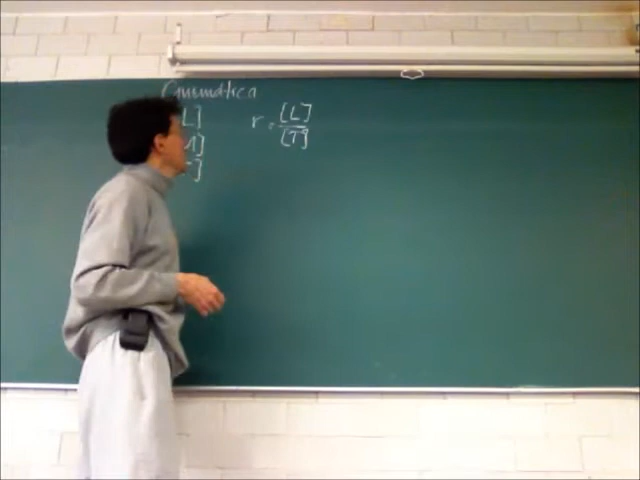 Cinemática
L]
r = [L]
[T]
M]
T]